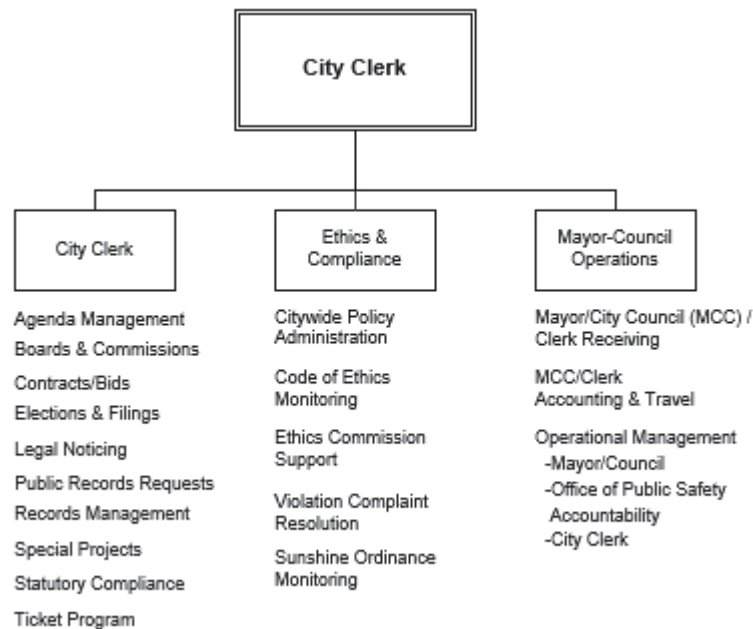 City Clerk
City Clerk
Agenda Management
Boards & Commissions
Contracts/Bids
Elections & Filings
Legal Noticing
Public Records Requests
Records Management
Special Projects
Statutory Compliance
Ticket Program
Ethics &
Compliance
Citywide Policy
Administration
Code of Ethics
Monitoring
Ethics Commission
Support
Violation Complaint
Resolution
Sunshine Ordinance
Monitoring
Mayor-Council
Operations
Mayor/City Council (MCC) /
Clerk Receiving
MCC/Clerk
Accounting & Travel
Operational Management
-Mayor/Council
-Office of Public Safety
Accountability
-City Clerk